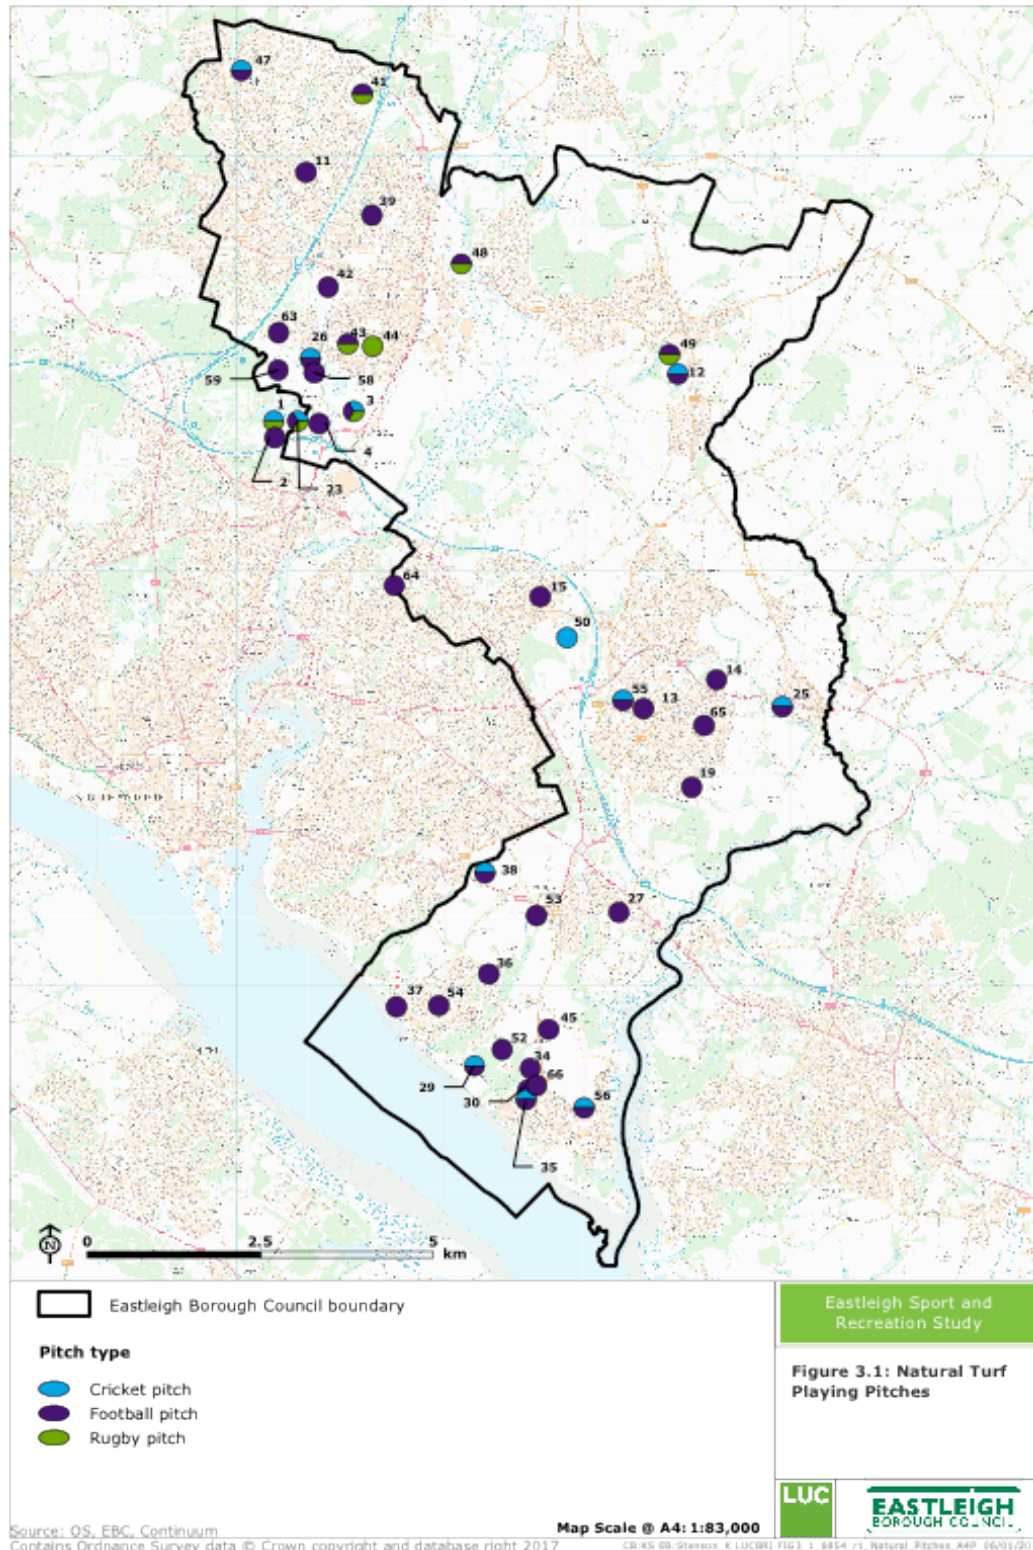 47
41
11
39
48
42
63
26
43
44
49
59
58
12
1
3
4
2
23
64
15
50
14
55
13
25
65
19
38
53
27
36
37
54
45
52
34
29
66
30
56
35
N
0
2.5
5
km
Eastleigh Borough Council boundary
Pitch type
Cricket pitch
Football pitch
Rugby pitch
Eastleigh Sport and
Recreation Study
Figure 3.1: Natural Turf
Playing Pitches
LUC
EASTLEIGH
BOROUGH COUNCIL
Source: OS, EBC, Continuum
Map Scale @ A4: 1:83,000
Contains Ordnance Survey data © Crown copyright and database right 2017